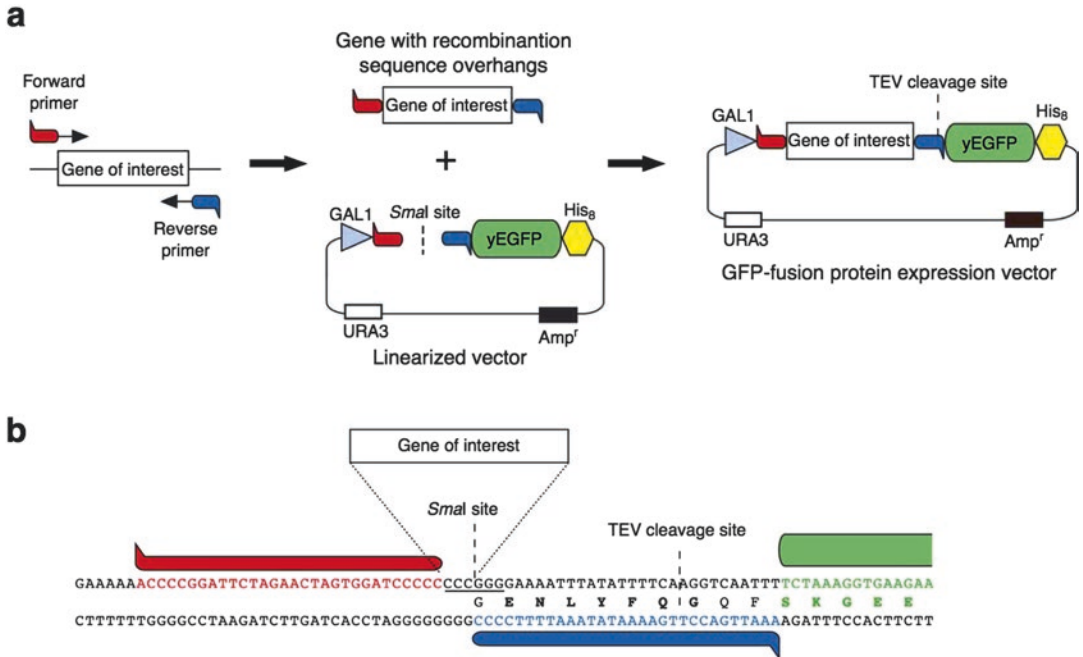 a
Gene with recombinantion
sequence overhangs
Forward
primer
Gene of interest
Reverse
primer
Gene of interest
+
GAL1
SmaI site
His8
yEGFP
URA3
Ampr
Linearized vector
TEV cleavage site
GAL1
His8
Gene of interest
yEGFP
URA3
Ampr
GFP-fusion protein expression vector
b
Gene of interest
SmaI site
TEV cleavage site
GAAAAAACCCCGGATTCTAGAACTAGTGGATCCCCCCCCGGGGAAAATTTATATTTTCAAGGTCAATTTTCTAAAGGTGAAGAA
G E N L Y F Q G Q F S K G E E
CTTTTTTGGGGCCTAAGATCTTGATCACCTAGGGGGGGGCCCCTTTTAAATATAAAAGTTCCAGTTAAAAGATTTCCACTTCTT